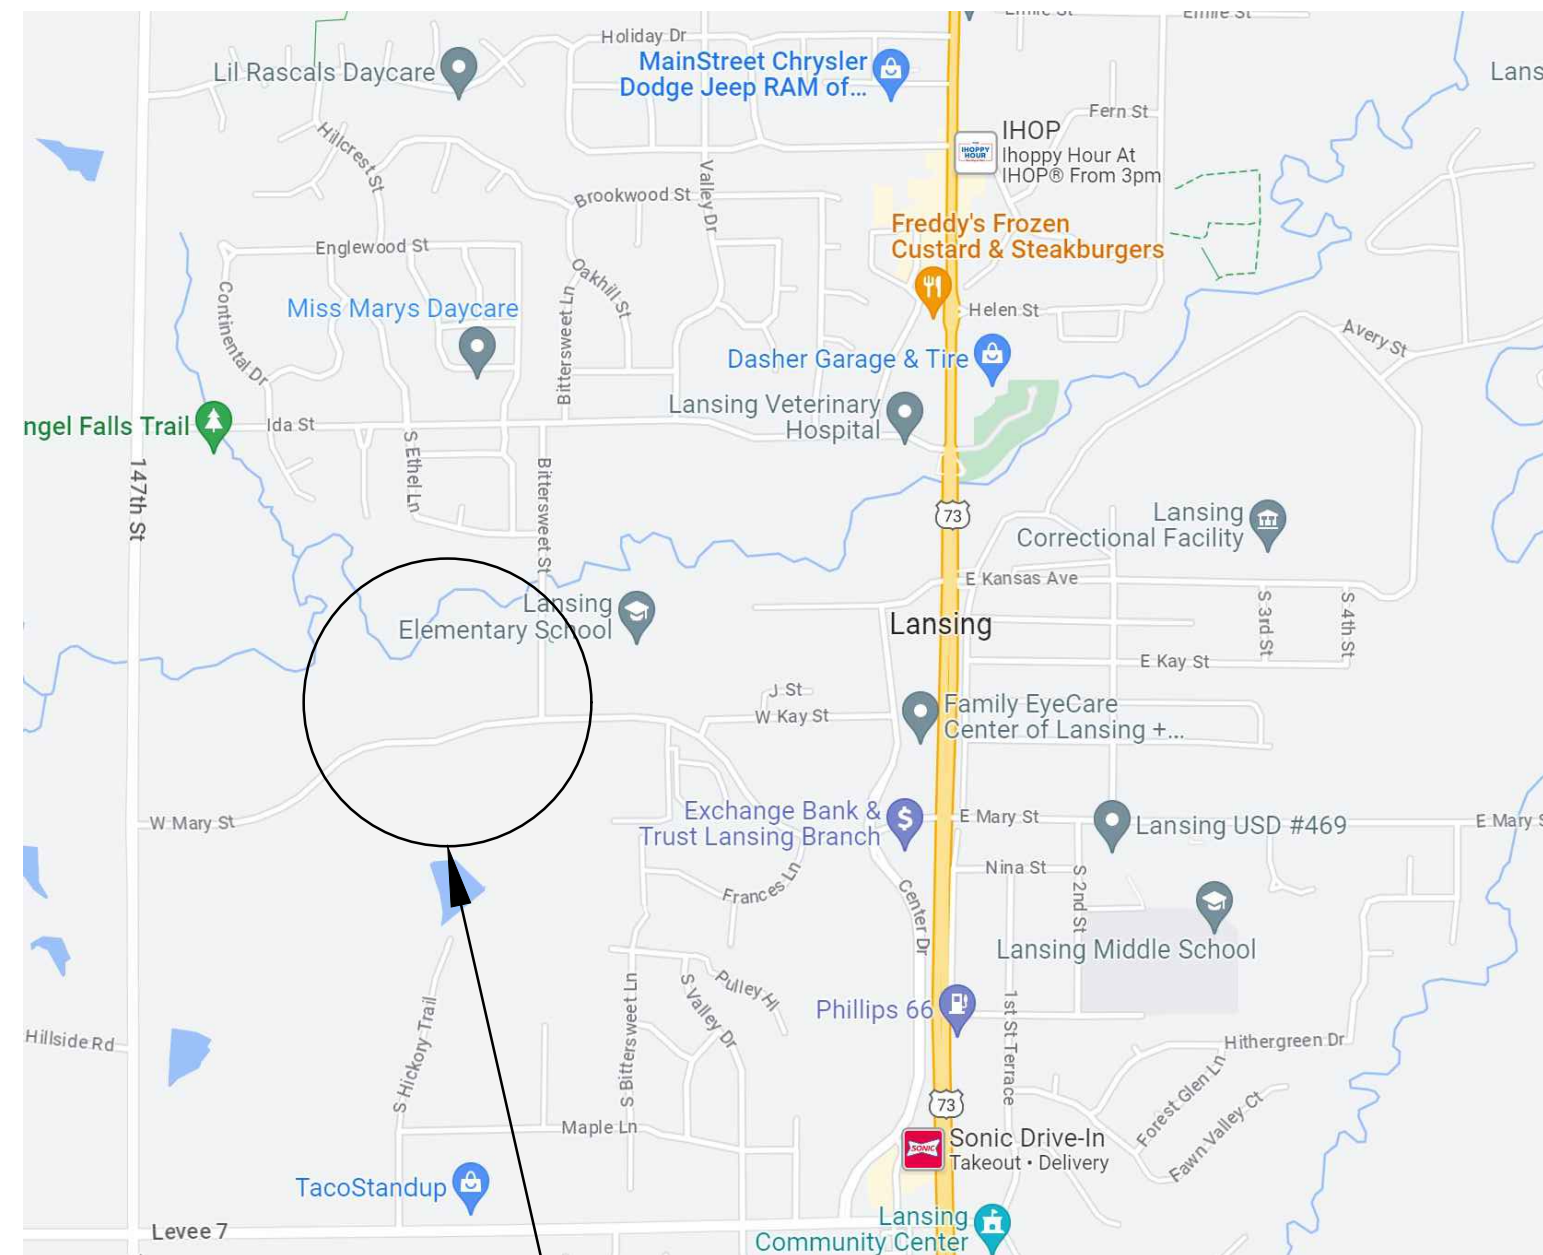 Emile St
Emile St
Holiday Dr
Lil Rascals Daycare
MainStreet Chrysler
Dodge Jeep RAM of...
Lans
Fern St
IHOP
Ihoppy Hour At
IHOP® From 3pm
IHOPPY
HOUR
Hillcrest St
Valley Dr
Brookwood St
Freddy's Frozen
Custard & Steakburgers
Englewood St
Oakhill St
Continental Dr
Miss Marys Daycare
Bittersweet Ln
Helen St
Avery St
Dasher Garage & Tire
Lansing Veterinary
Hospital
ngel Falls Trail
Ida St
147th St
S Ethel Ln
Bittersweet St
73
Lansing
Correctional Facility
E Kansas Ave
Lansing
Elementary School
Lansing
S 3rd St
S 4th St
E Kay St
J St
W Kay St
Family EyeCare
Center of Lansing +...
W Mary St
Exchange Bank &
Trust Lansing Branch
E Mary St
Lansing USD #469
E Mary S
Nina St
Frances Ln
Center Dr
S 2nd St
Lansing Middle School
S Hickory Trail
S Bittersweet Ln
S Valley Dr
Pulley Hl
Phillips 66
1st St Terrace
Hillside Rd
Hithergreen Dr
Forest Glen Ln
Fawn Valley Ct
73
Maple Ln
SONIC
Sonic Drive-In
Takeout • Delivery
TacoStandup
Levee 7
Lansing
Community Center